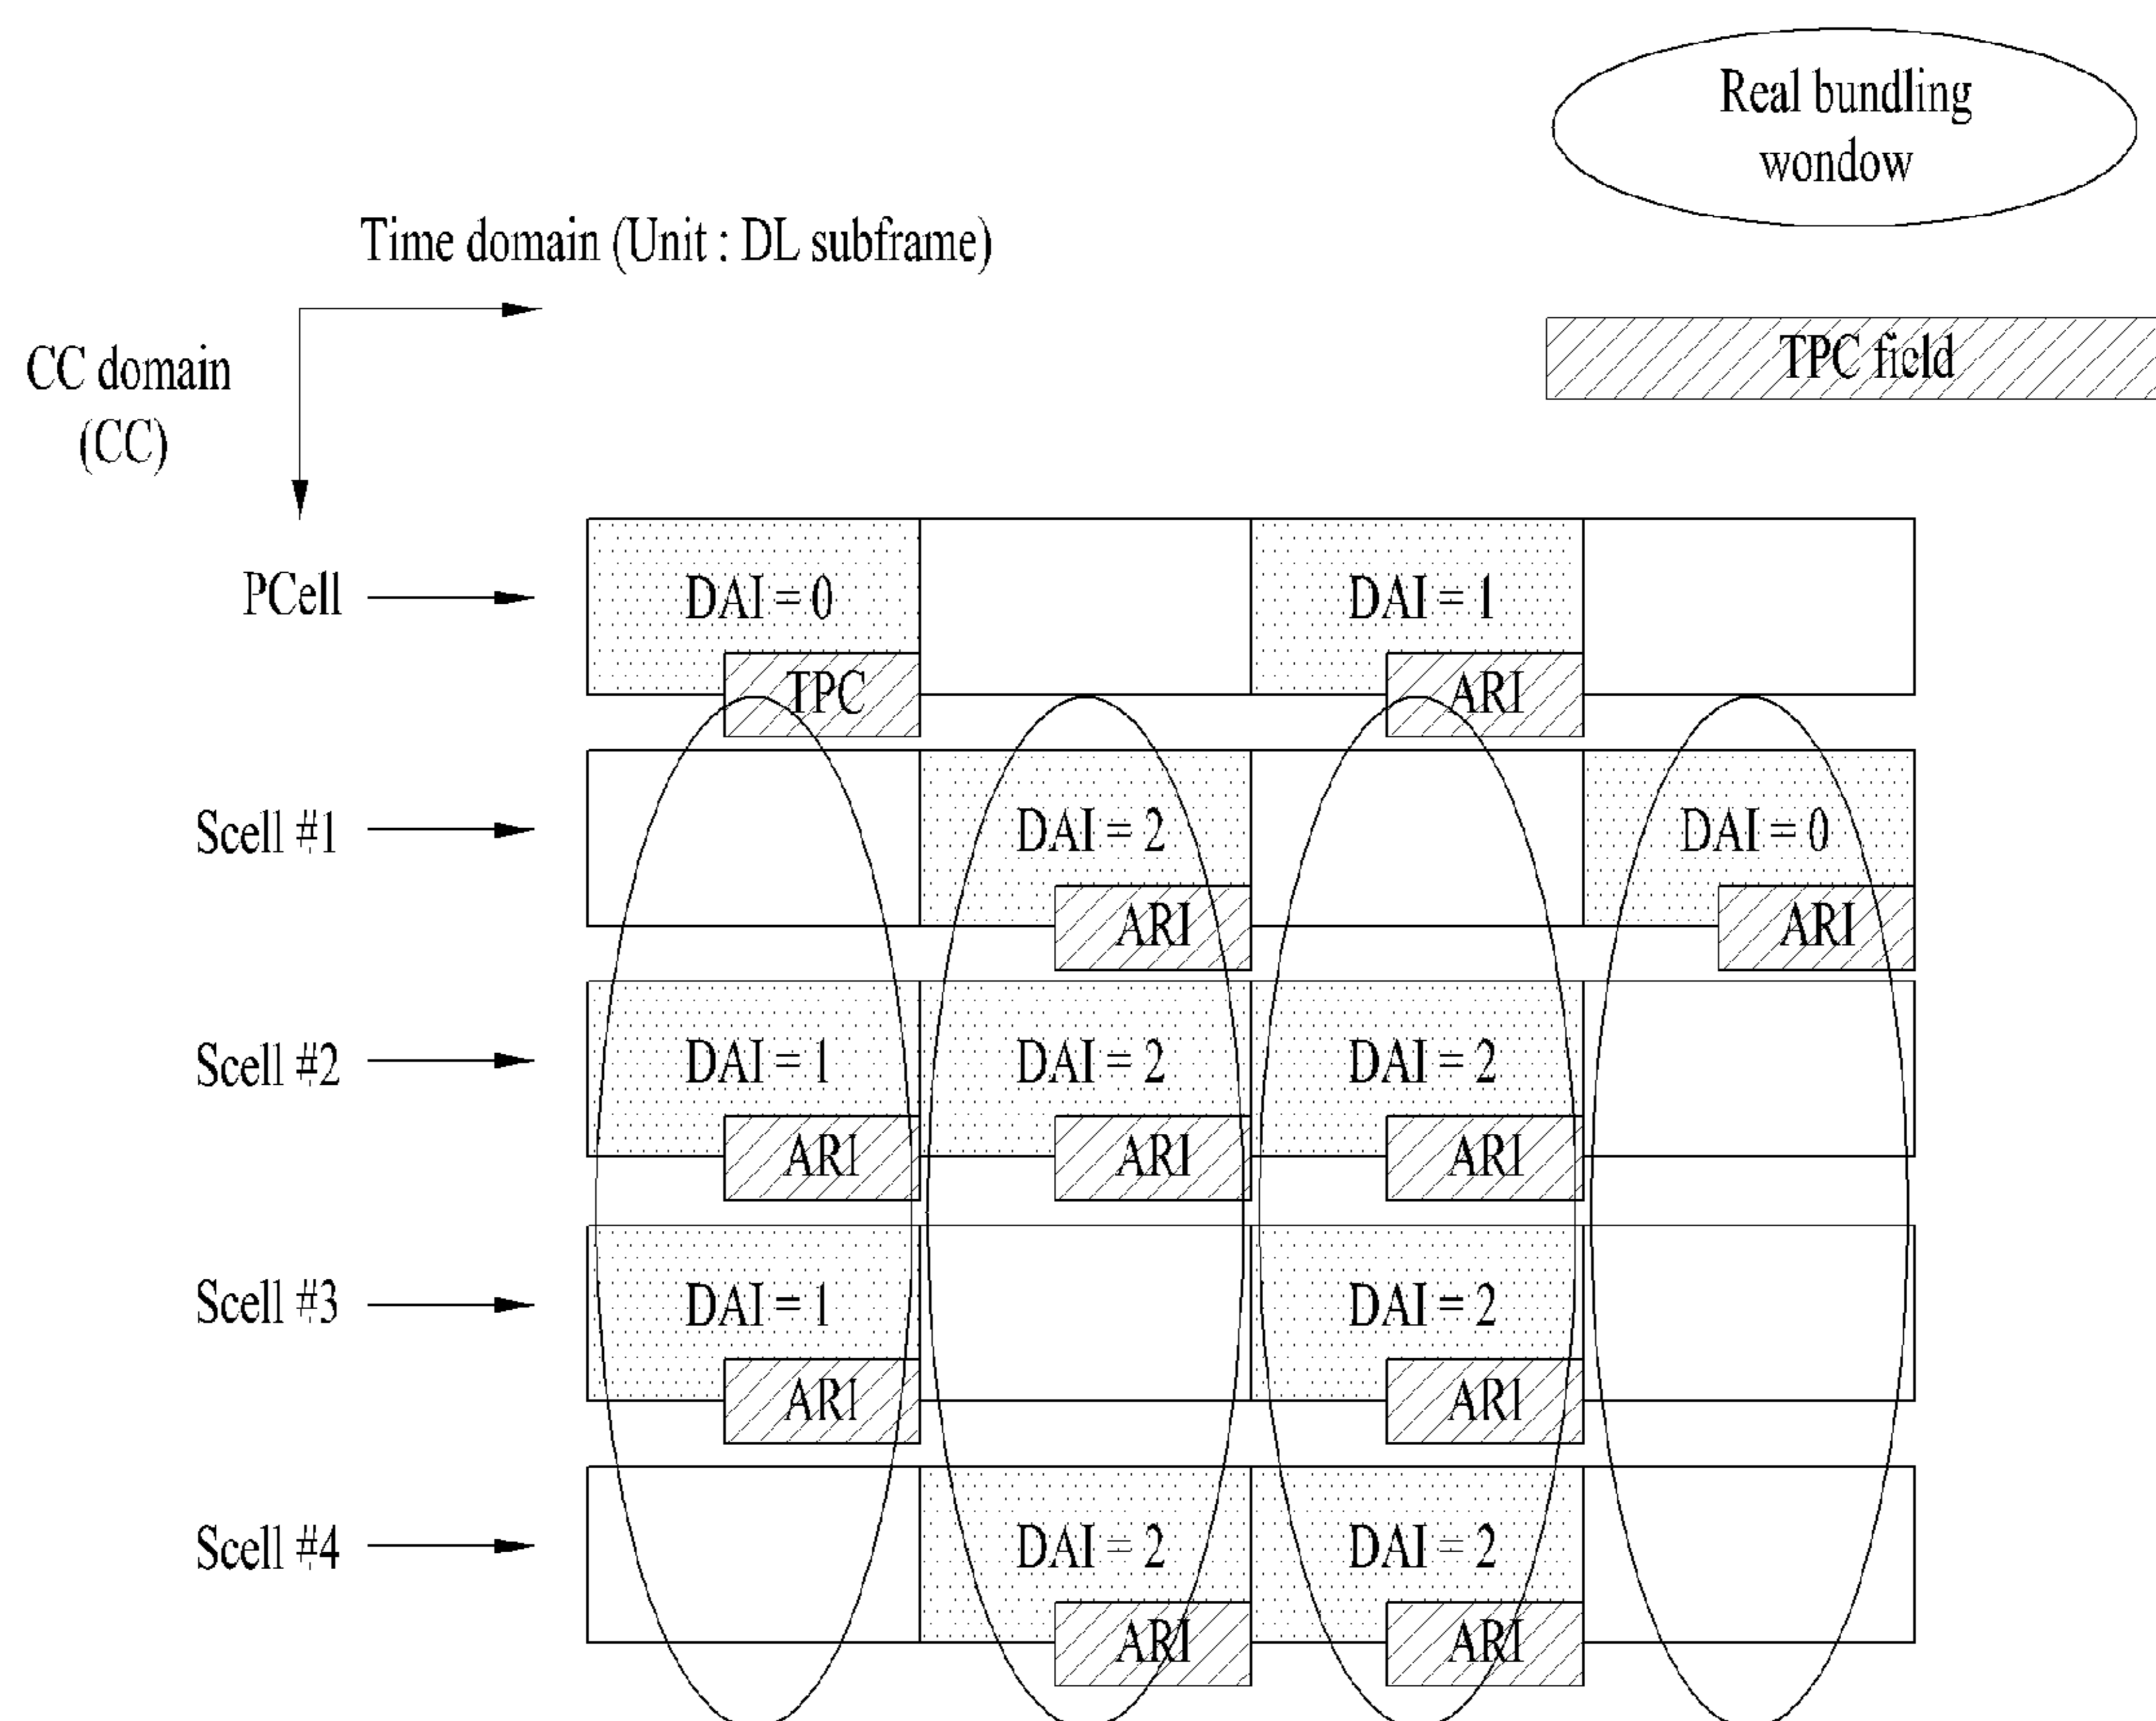 Real bundling
wondow
Time domain (Unit : DL subframe)
CC domain
(CC)
TPC field
PCell
DAI = 0
DAI = 1
TPC
ARI
Scell #1
DAI = 2
DAI = 0
ARI
ARI
Scell #2
DAI = 1
DAI = 2
DAI = 2
ARI
ARI
ARI
Scell #3
DAI = 1
DAI = 2
ARI
ARI
Scell #4
DAI = 2
DAI = 2
ARI
ARI